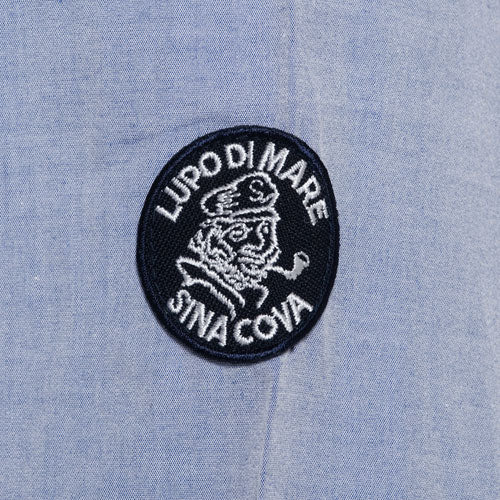 LUPO DI MARE
S
SINA COVA